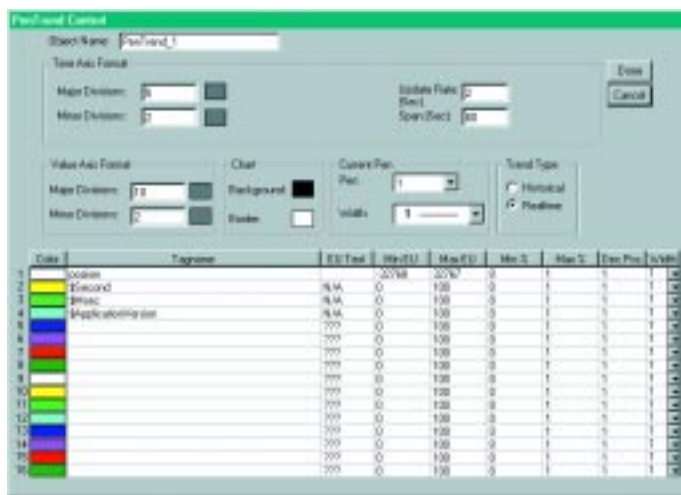 PenTrend Control
Object Name: PenTrend_1
Time Axis Format
Major Divisions: 5
Minor Divisions: 2
Update Rate: 2
(Sec)
Span (Sec): 60
Done
Cancel
Value Axis Format
Major Divisions: 10
Minor Divisions: 2
Chart
Background
Border
Current Pen
Pen: 1
Width: 1
Trend Type
Historical
Realtime
Color Tagname EU Text Min EU Max EU Min % Max % Dec Pos Width
1 position -32768 32767 0 1 1 1
2 $Second N/A 0 100 0 1 1 1
3 $Msec N/A 0 100 0 1 1 1
4 $ApplicationVersion N/A 0 100 0 1 1 1
5 ??? 0 100 0 1 1 1
6 ??? 0 100 0 1 1 1
7 ??? 0 100 0 1 1 1
8 ??? 0 100 0 1 1 1
9 ??? 0 100 0 1 1 1
10 ??? 0 100 0 1 1 1
11 ??? 0 100 0 1 1 1
12 ??? 0 100 0 1 1 1
13 ??? 0 100 0 1 1 1
14 ??? 0 100 0 1 1 1
15 ??? 0 100 0 1 1 1
16 ??? 0 100 0 1 1 1